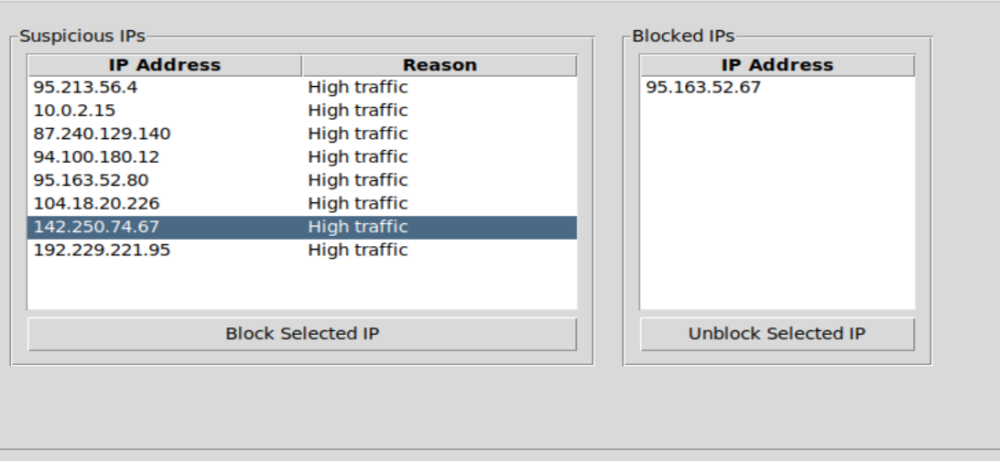 Suspicious IPs
IP Address Reason
95.213.56.4 High traffic
10.0.2.15 High traffic
87.240.129.140 High traffic
94.100.180.12 High traffic
95.163.52.80 High traffic
104.18.20.226 High traffic
142.250.74.67 High traffic
192.229.221.95 High traffic
Block Selected IP
Blocked IPs
IP Address
95.163.52.67
Unblock Selected IP